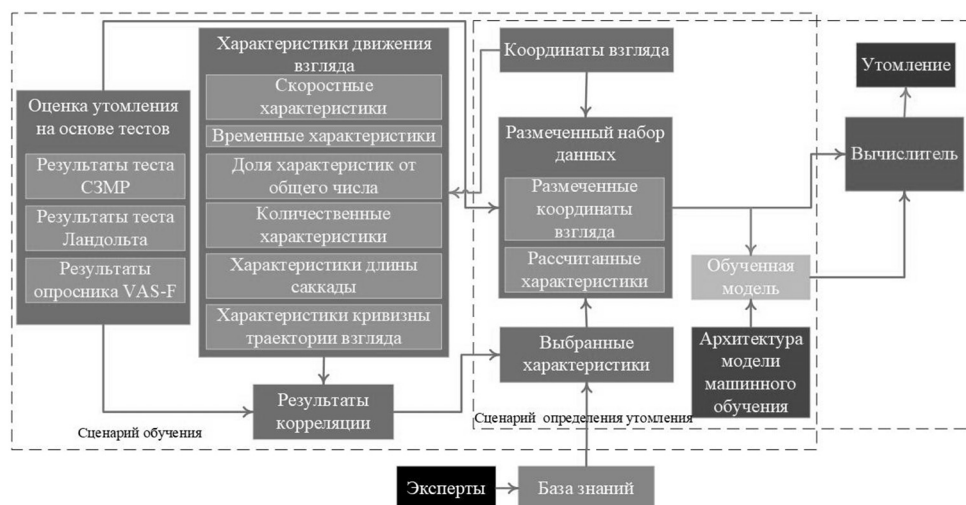 Оценка утомления
на основе тестов
Результаты теста
СЗМР
Результаты теста
Ландольта
Результаты
опросника VAS-F
Характеристики движения
взгляда
Скоростные
характеристики
Временные характеристики
Доля характеристик от
общего числа
Количественные
характеристики
Характеристики длины
саккады
Характеристики кривизны
траектории взгляда
Результаты
корреляции
Сценарий обучения
Координаты взгляда
Размеченный набор
данных
Размеченные
координаты
взгляда
Рассчитанные
характеристики
Выбранные
характеристики
Сценарий определения утомления
Утомление
Вычислитель
Обученная
модель
Архитектура
модели
машинного
обучения
Эксперты
База знаний